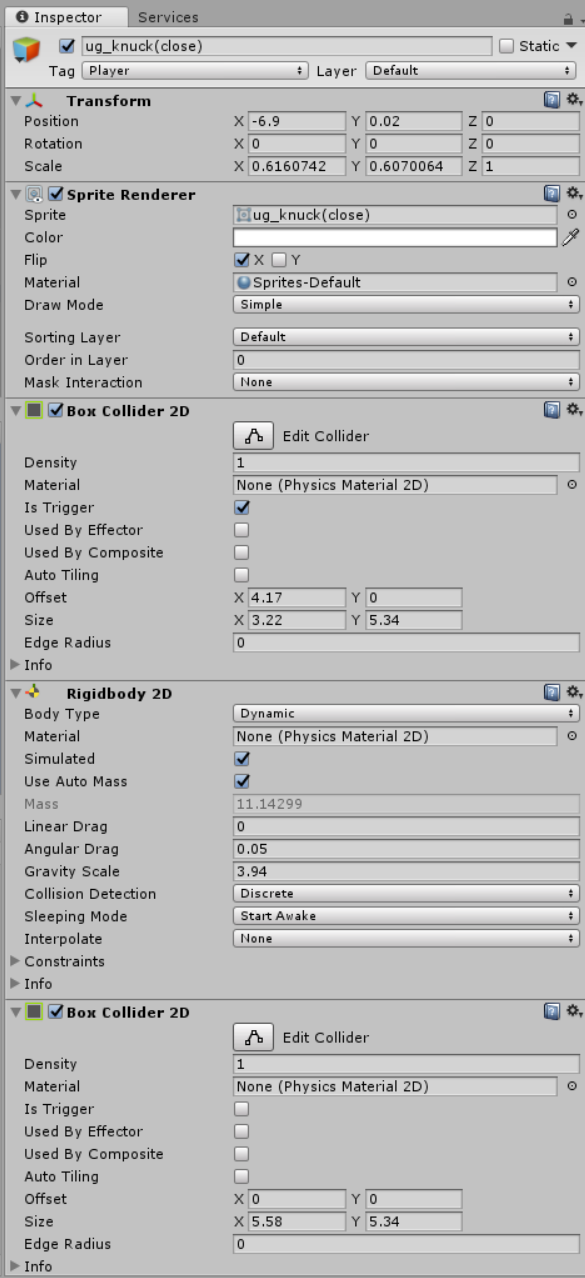 Inspector Services
ug_knuck(close) Static
Tag Player Layer Default
Transform
Position X -6.9 Y 0.02 Z 0
Rotation X 0 Y 0 Z 0
Scale X 0.6160742 Y 0.6070064 Z 1
Sprite Renderer
Sprite ug_knuck(close)
Color
Flip X Y
Material Sprites-Default
Draw Mode Simple
Sorting Layer Default
Order in Layer 0
Mask Interaction None
Box Collider 2D
Edit Collider
Density 1
Material None (Physics Material 2D)
Is Trigger
Used By Effector
Used By Composite
Auto Tiling
Offset X 4.17 Y 0
Size X 3.22 Y 5.34
Edge Radius 0
Info
Rigidbody 2D
Body Type Dynamic
Material None (Physics Material 2D)
Simulated
Use Auto Mass
Mass 11.14299
Linear Drag 0
Angular Drag 0.05
Gravity Scale 3.94
Collision Detection Discrete
Sleeping Mode Start Awake
Interpolate None
Constraints
Info
Box Collider 2D
Edit Collider
Density 1
Material None (Physics Material 2D)
Is Trigger
Used By Effector
Used By Composite
Auto Tiling
Offset X 0 Y 0
Size X 5.58 Y 5.34
Edge Radius 0
Info